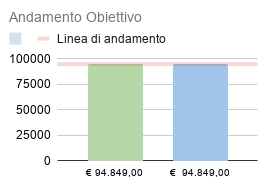 Andamento Obiettivo
Linea di andamento
100000
75000
50000
25000
0
€ 94.849,00 € 94.849,00